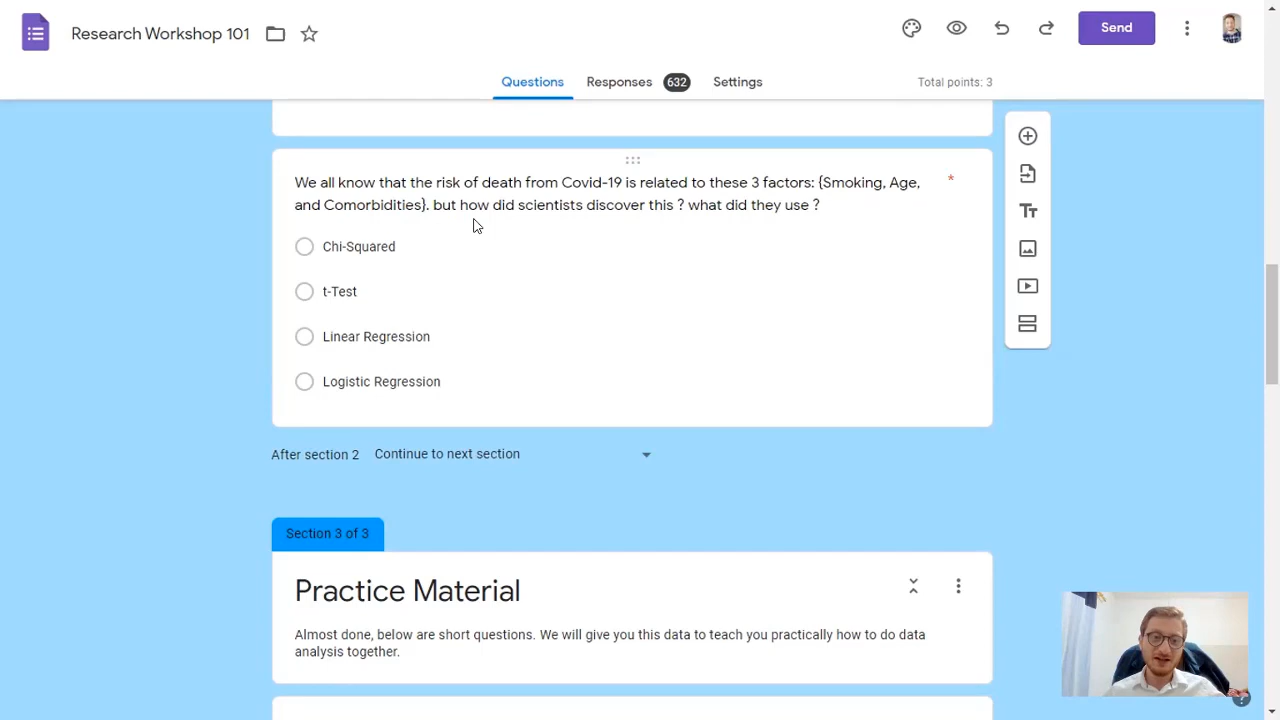 Research Workshop 101
Send
Questions
Responses
632
Settings
Total points: 3
We all know that the risk of death from Covid-19 is related to these 3 factors: {Smoking, Age,
and Comorbidities}. but how did scientists discover this ? what did they use ?
*
Chi-Squared
t-Test
Linear Regression
Logistic Regression
After section 2
Continue to next section
Section 3 of 3
Practice Material
Almost done, below are short questions. We will give you this data to teach you practically how to do data
analysis together.